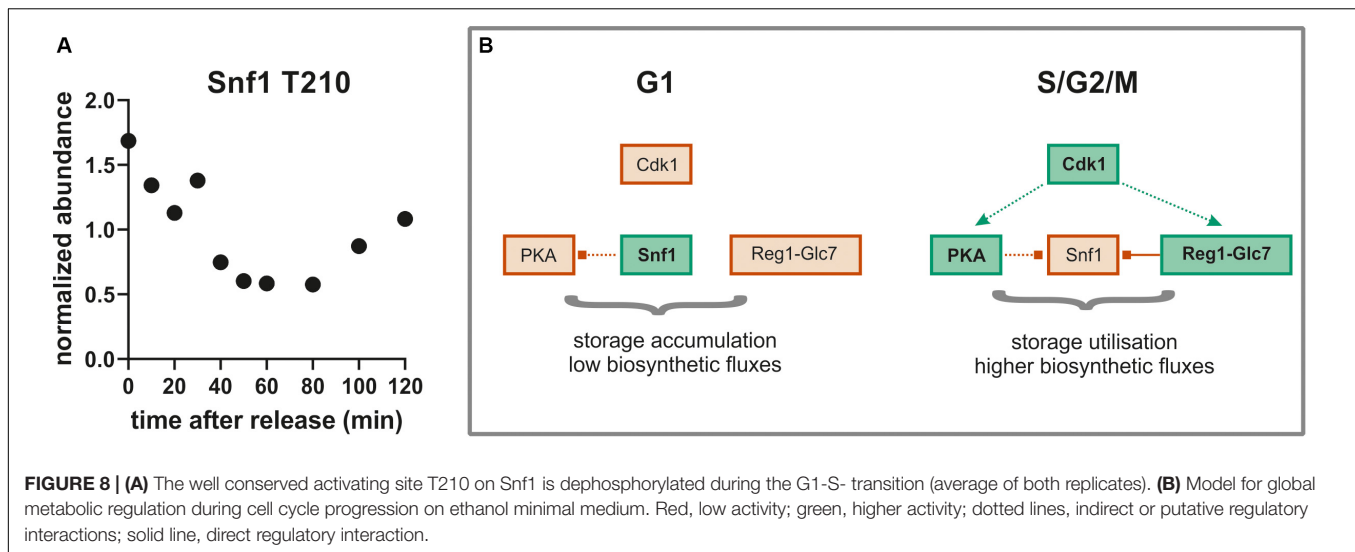 A
Snf1 T210
normalized abundance
2.0
1.5
1.0
0.5
0.0
0 20 40 60 80 100 120
time after release (min)
B
G1
Cdk1
PKA
Snf1
Reg1-Glc7
storage accumulation
low biosynthetic fluxes
S/G2/M
Cdk1
PKA
Snf1
Reg1-Glc7
storage utilisation
higher biosynthetic fluxes
FIGURE 8 | (A) The well conserved activating site T210 on Snf1 is dephosphorylated during the G1-S- transition (average of both replicates). (B) Model for global
metabolic regulation during cell cycle progression on ethanol minimal medium. Red, low activity; green, higher activity; dotted lines, indirect or putative regulatory
interactions; solid line, direct regulatory interaction.